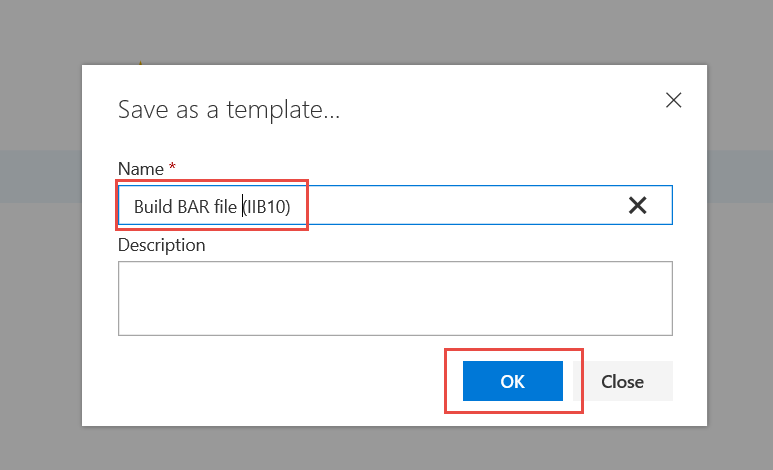 Save as a template...
Name *
Build BAR file (IIB10)
Description
OK
Close